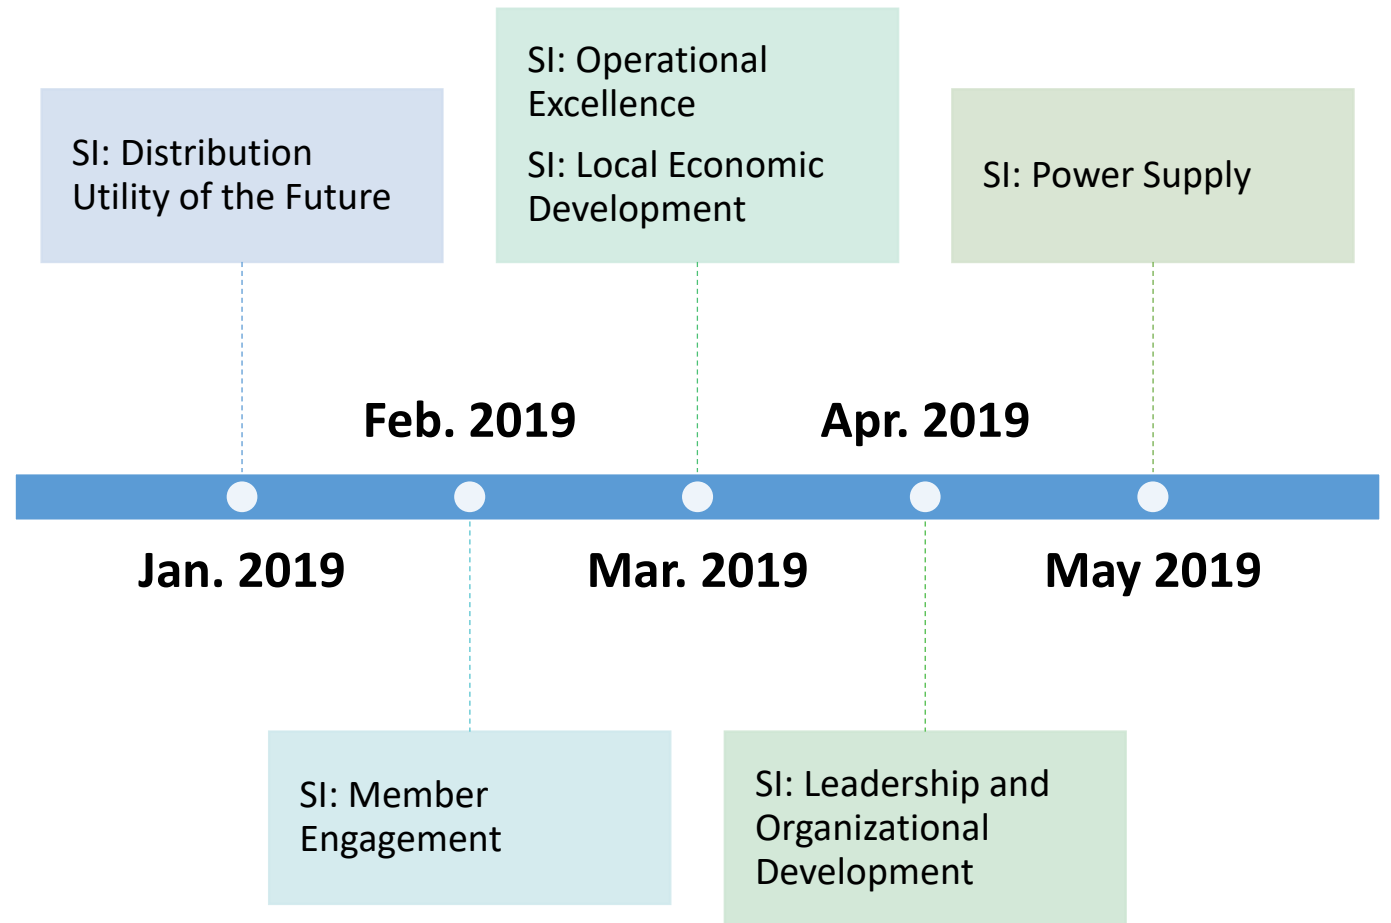 SI: Distribution
Utility of the Future
SI: Operational
Excellence
SI: Local Economic
Development
SI: Power Supply
Feb. 2019
Apr. 2019
Jan. 2019
Mar. 2019
May 2019
SI: Member
Engagement
SI: Leadership and
Organizational
Development